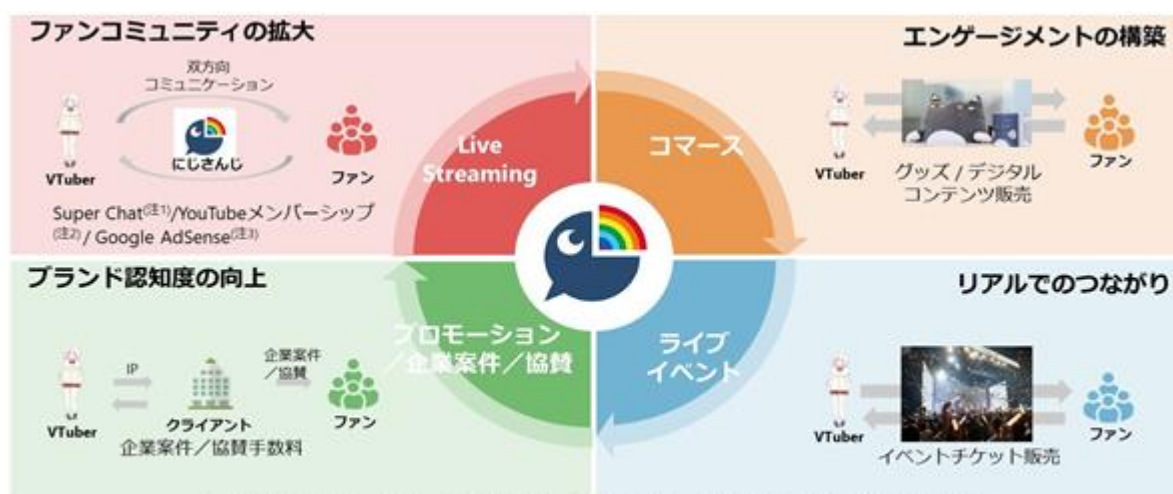 ファンコミュニティの拡大
双方向
コミュニケーション
にじさんじ
VTuber
ファン
Super Chat(注1)/YouTubeメンバーシップ
(注2)/ Google AdSense(注3)
Live
Streaming
エンゲージメントの構築
コマース
VTuber
ファン
グッズ / デジタル
コンテンツ販売
ブランド認知度の向上
IP
企業案件
／協賛
VTuber
クライアント
ファン
企業案件／協賛手数料
プロモーション
／企業案件／協賛
リアルでのつながり
ライブ
イベント
VTuber
ファン
イベントチケット販売